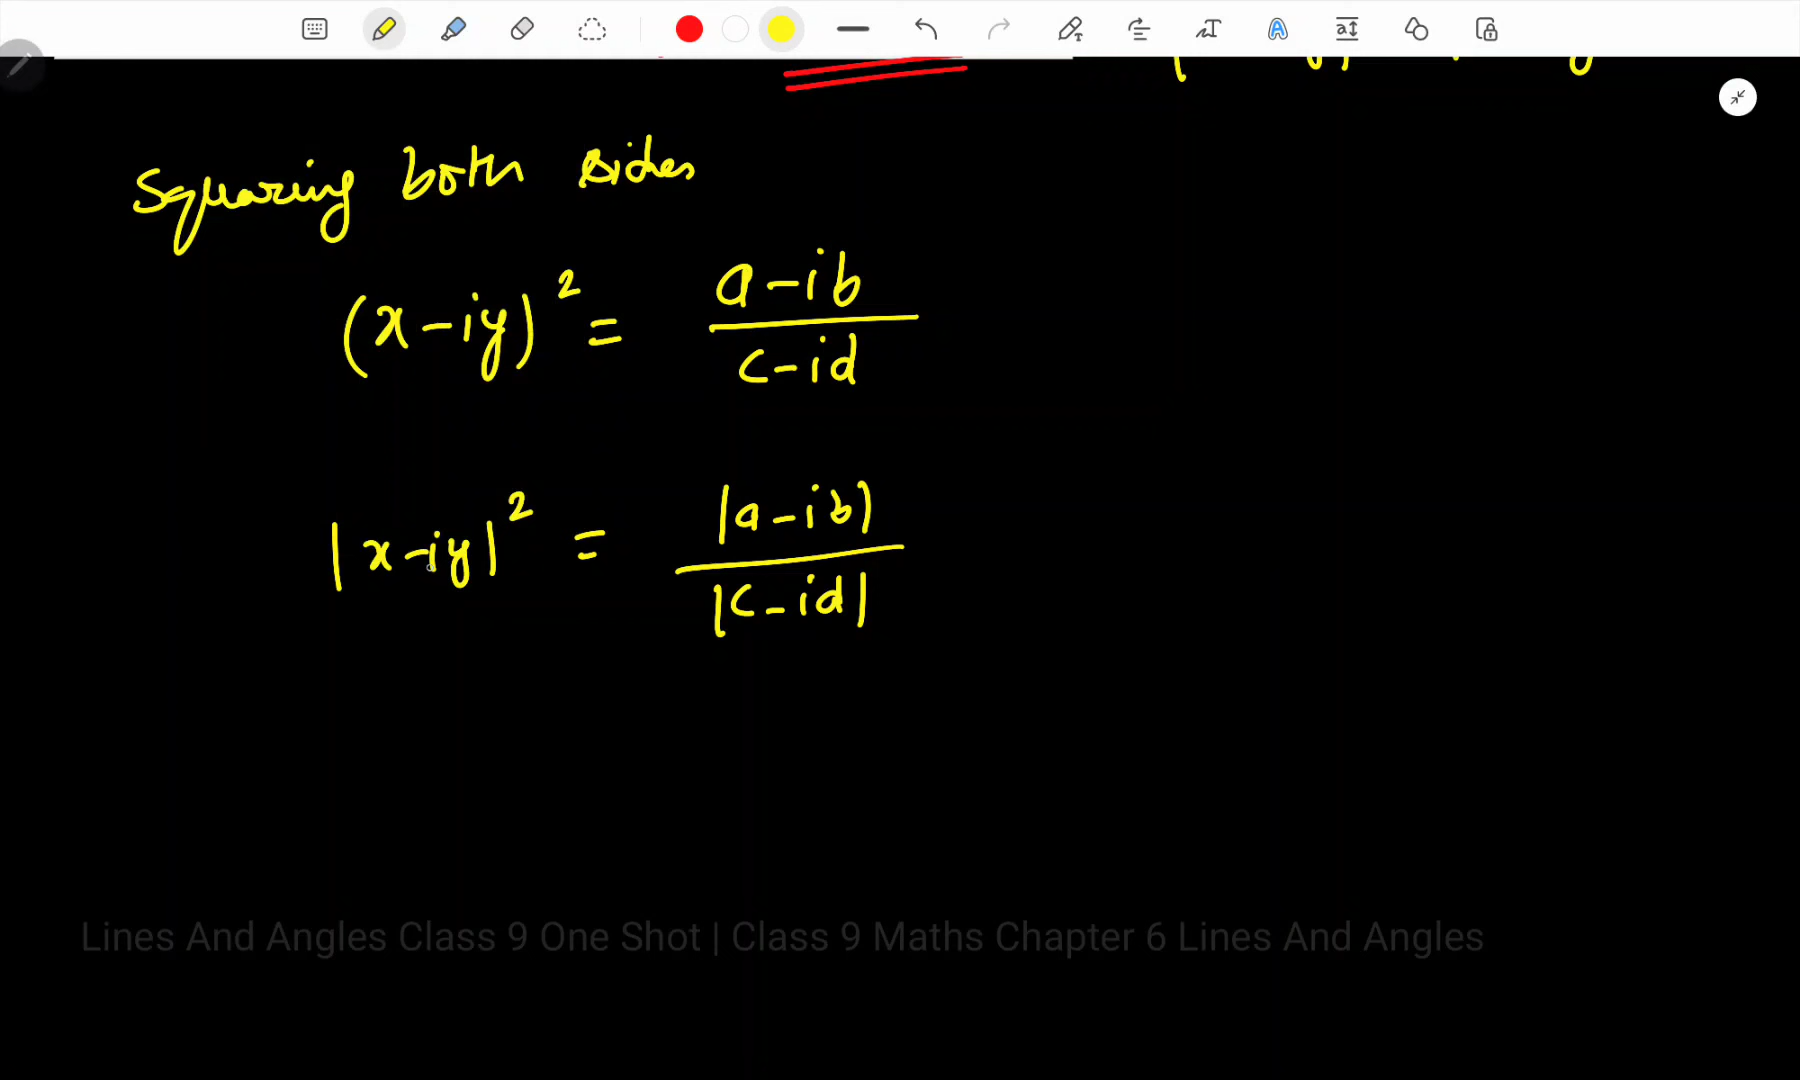 Squaring both sides
(x-iy)² = a-ib
c-id
|x-iy|² = |a-ib|
|c-id|
Lines And Angles Class 9 One Shot | Class 9 Maths Chapter 6 Lines And Angles